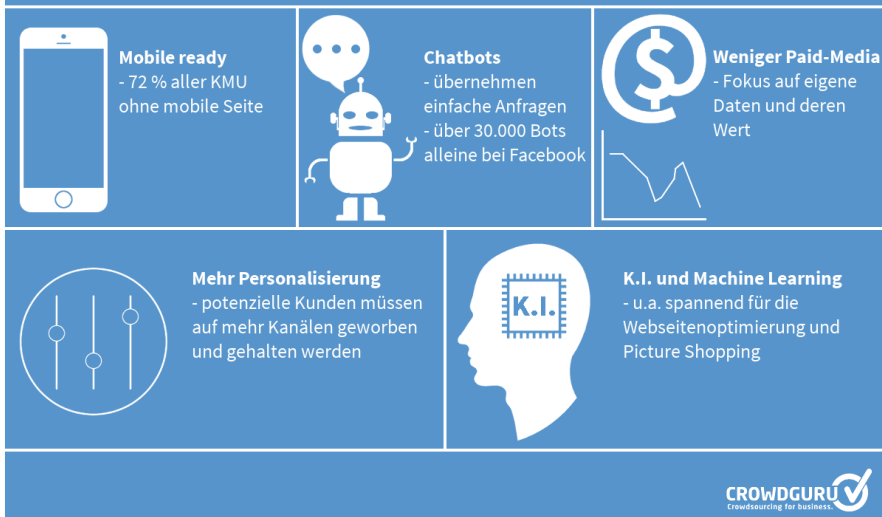 Mobile ready
- 72 % aller KMU
ohne mobile Seite
Chatbots
- übernehmen
einfache Anfragen
- über 30.000 Bots
alleine bei Facebook
$
Weniger Paid-Media
- Fokus auf eigene
Daten und deren
Wert
Mehr Personalisierung
- potenzielle Kunden müssen
auf mehr Kanälen geworben
und gehalten werden
K.I.
K.I. und Machine Learning
- u.a. spannend für die
Webseitenoptimierung und
Picture Shopping
CROWDGURU
Crowdsourcing for business.